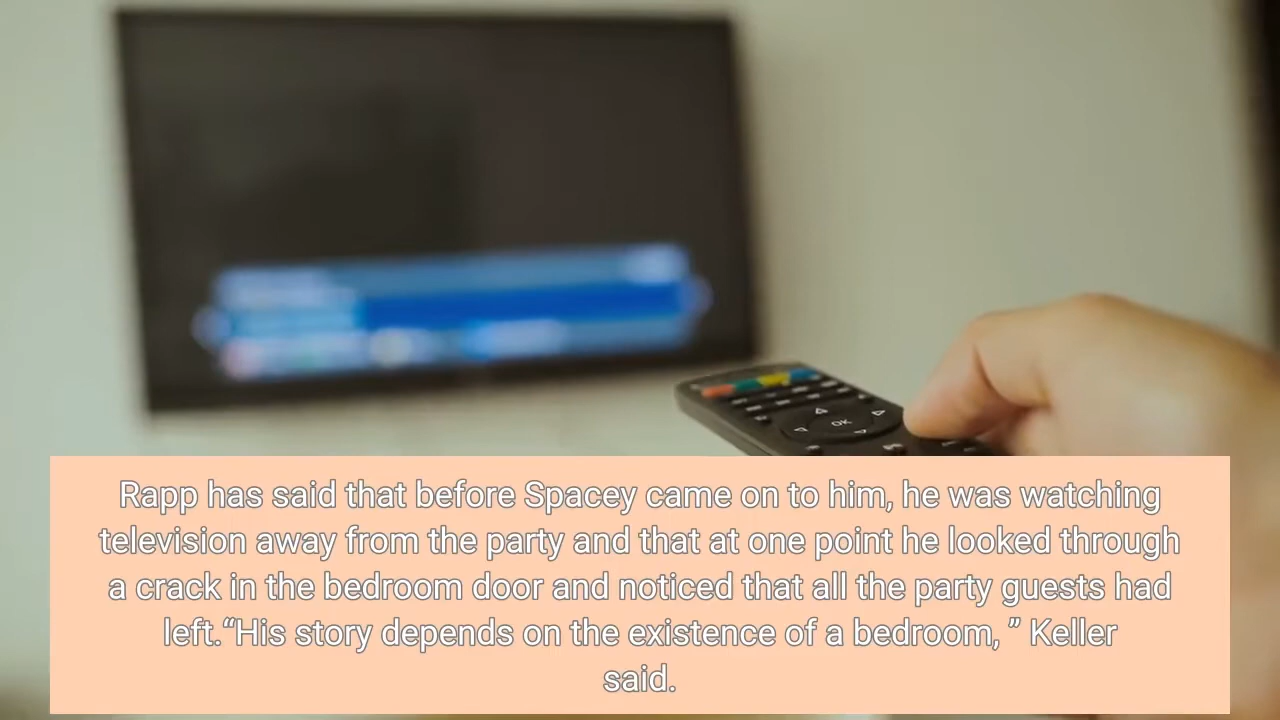 OK
Rapp has said that before Spacey came on to him, he was watching
television away from the party and that at one point he looked through
a crack in the bedroom door and noticed that all the party guests had
left.“His story depends on the existence of a bedroom, ” Keller
said.